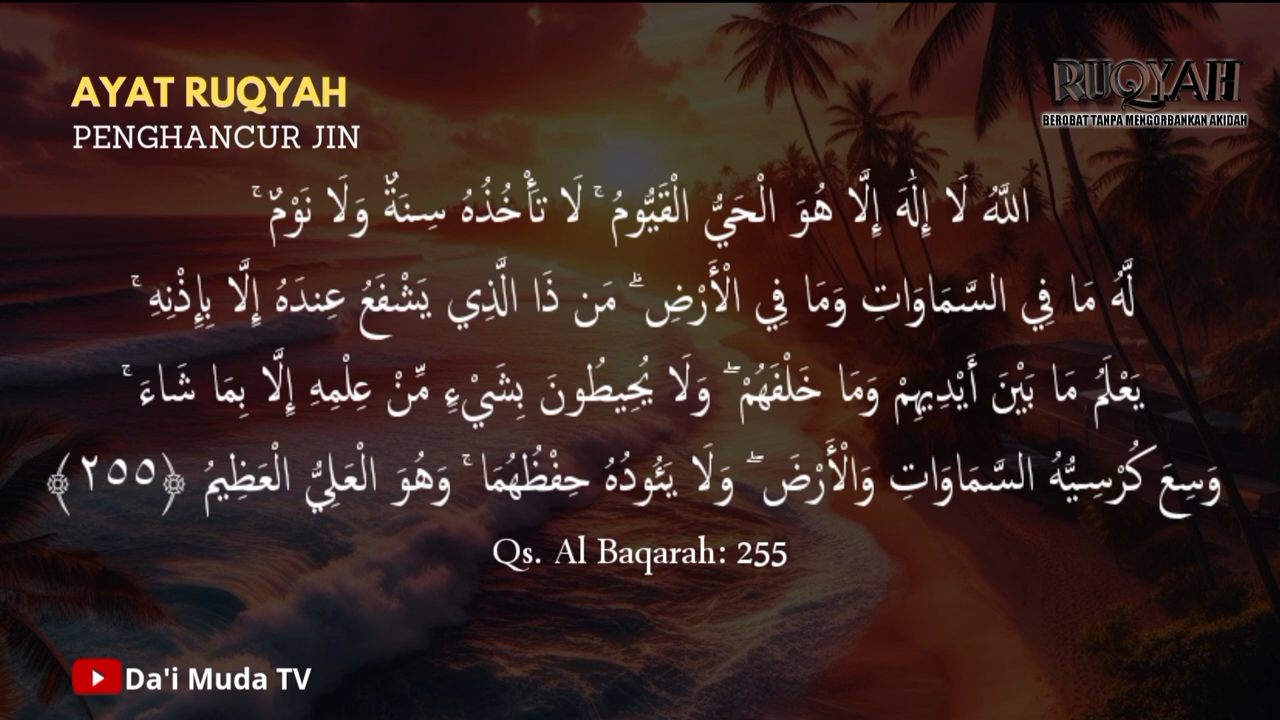 AYAT RUQYAH
PENGHANCUR JIN
RUQYAH
BEROBAT TANPA MENGORBANKAN AKIDAH
اللَّهُ لَا إِلَٰهَ إِلَّا هُوَ الْحَيُّ الْقَيُّومُ ۚ لَا تَأْخُذُهُ سِنَةٌ وَلَا نَوْمٌ ۚ
لَّهُ مَا فِي السَّمَاوَاتِ وَمَا فِي الْأَرْضِ ۗ مَن ذَا الَّذِي يَشْفَعُ عِندَهُ إِلَّا بِإِذْنِهِ ۚ
يَعْلَمُ مَا بَيْنَ أَيْدِيهِمْ وَمَا خَلْفَهُمْ ۖ وَلَا يُحِيطُونَ بِشَيْءٍ مِّنْ عِلْمِهِ إِلَّا بِمَا شَاءَ ۚ
وَسِعَ كُرْسِيُّهُ السَّمَاوَاتِ وَالْأَرْضَ ۖ وَلَا يَئُودُهُ حِفْظُهُمَا ۚ وَهُوَ الْعَلِيُّ الْعَظِيمُ ﴿٢٥٥﴾
Qs. Al Baqarah: 255
Da'i Muda TV